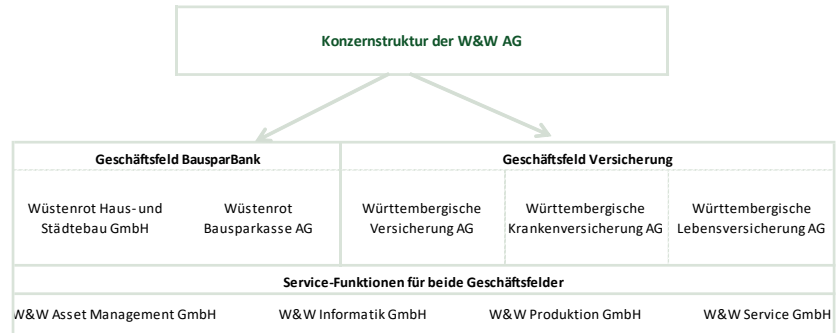 Konzernstruktur der W&W AG
Geschäftsfeld BausparBank
Geschäftsfeld Versicherung
Wüstenrot Haus- und
Städtebau GmbH
Wüstenrot
Bausparkasse AG
Württembergische
Versicherung AG
Württembergische
Krankenversicherung AG
Württembergische
Lebensversicherung AG
Service-Funktionen für beide Geschäftsfelder
W&W Asset Management GmbH
W&W Informatik GmbH
W&W Produktion GmbH
W&W Service GmbH